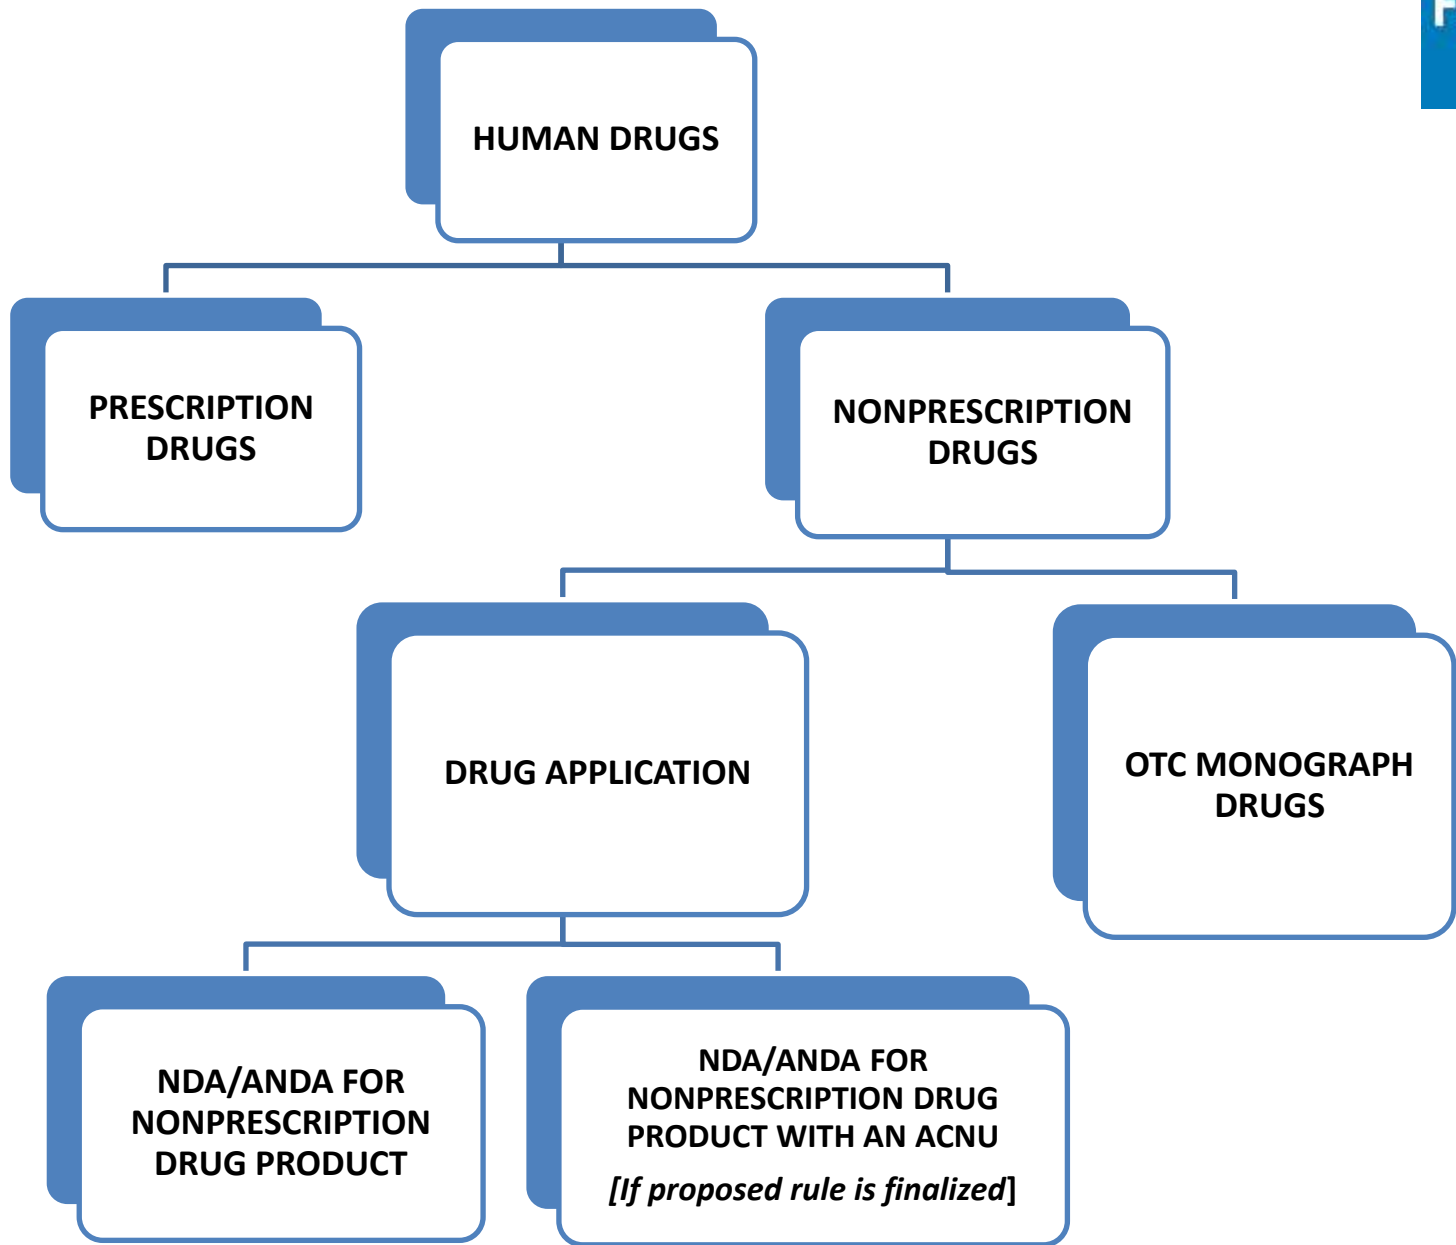 HUMAN DRUGS
PRESCRIPTION
DRUGS
NONPRESCRIPTION
DRUGS
DRUG APPLICATION
OTC MONOGRAPH
DRUGS
NDA/ANDA FOR
NONPRESCRIPTION
DRUG PRODUCT
NDA/ANDA FOR
NONPRESCRIPTION DRUG
PRODUCT WITH AN ACNU
[If proposed rule is finalized]